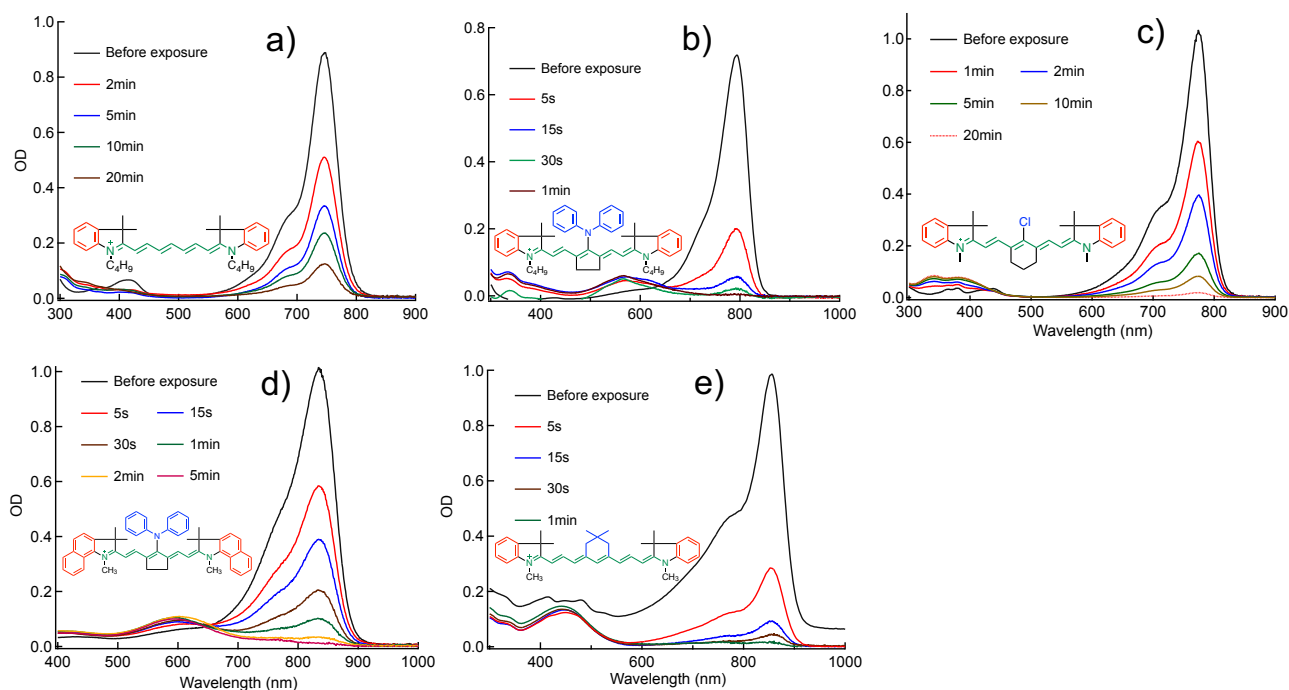 a)
1.0
0.8
0.6
0.4
0.2
0.0
OD
Before exposure
2min
5min
10min
20min
N
+
C4H9
N
C4H9
300 400 500 600 700 800 900
b)
0.8
0.6
0.4
0.2
0.00
Before exposure
5s
15s
30s
1min
N
N
+
C4H9
N
C4H9
400 600 800 1000
c)
1.0
0.8
0.6
0.4
0.2
0.0
Before exposure
1min 2min
5min 10min
20min
Cl
N
+
N
300 400 500 600 700 800 900
Wavelength (nm)
d)
1.0
0.8
0.6
0.4
0.2
0.0
OD
Before exposure
5s 15s
30s 1min
2min 5min
N
N
+
CH3
N
CH3
400 500 600 700 800 900 1000
Wavelength (nm)
e)
1.0
0.8
0.6
0.4
0.2
0.0
OD
Before exposure
5s
15s
30s
1min
N
+
CH3
N
CH3
400 600 800 1000
Wavelength (nm)